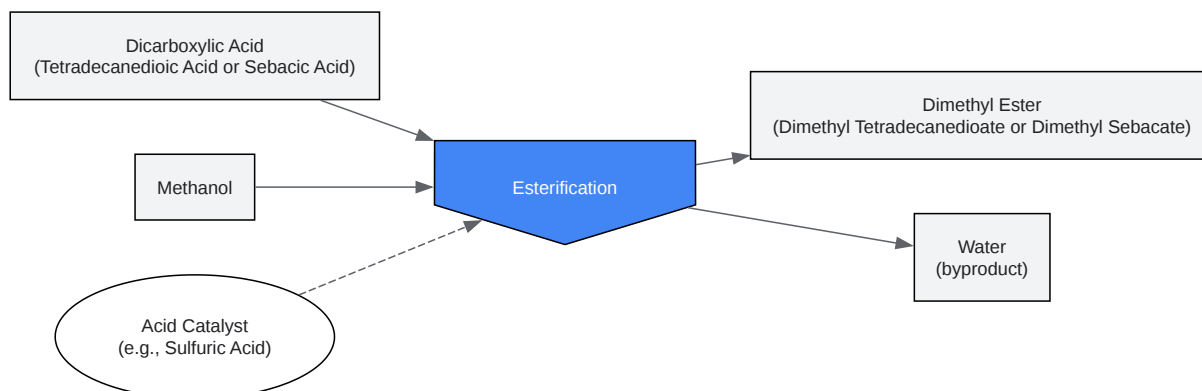 Dicarboxylic Acid
(Tetradecanedioic Acid or Sebacic Acid)
Methanol
Acid Catalyst
(e.g., Sulfuric Acid)
Esterification
Dimethyl Ester
(Dimethyl Tetradecanedioate or Dimethyl Sebacate)
Water
(byproduct)